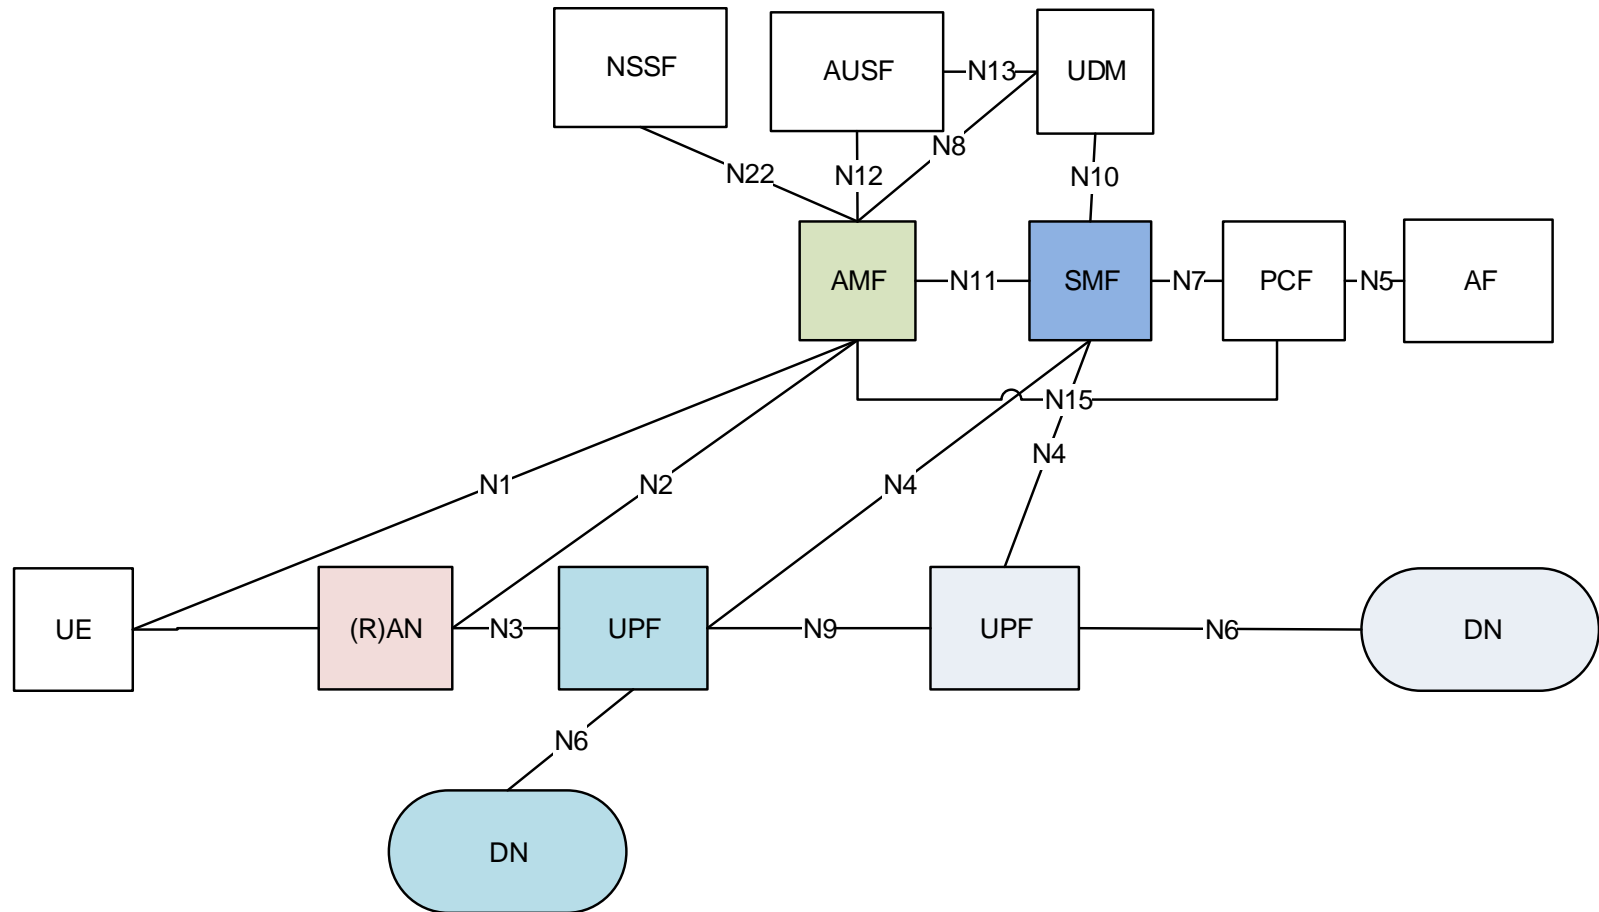 NSSF
AUSF
N13
UDM
N22
N12
N8
N10
AMF
N11
SMF
N7
PCF
N5
AF
N15
N4
N1
N2
N4
UE
(R)AN
N3
UPF
N9
UPF
N6
DN
N6
DN